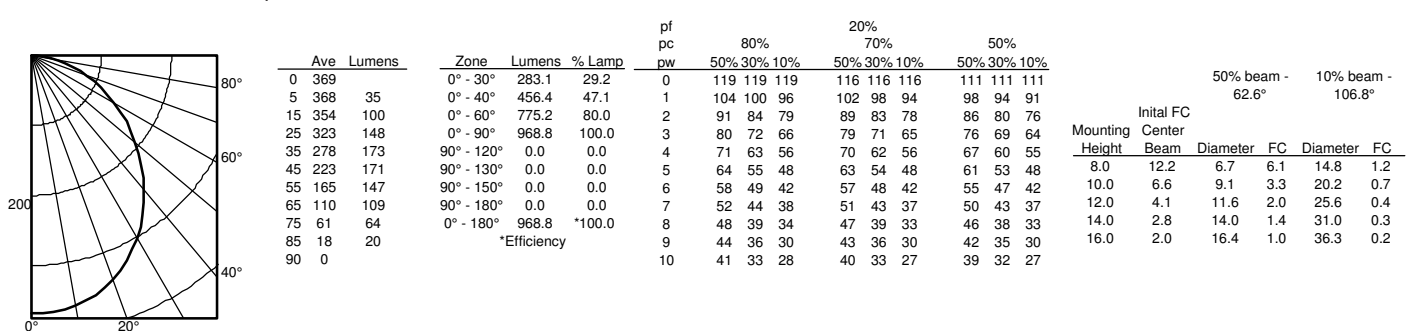 pf 20%
pc 80% 70% 50%
Ave Lumens Zone Lumens % Lamp pw 50% 30% 10% 50% 30% 10% 50% 30% 10%
0 369 0° - 30° 283.1 29.2 0 119 119 119 116 116 116 111 111 111
5 368 35 0° - 40° 456.4 47.1 1 104 100 96 102 98 94 98 94 91
15 354 100 0° - 60° 775.2 80.0 2 91 84 79 89 83 78 86 80 76
25 323 148 0° - 90° 968.8 100.0 3 80 72 66 79 71 65 76 69 64
35 278 173 90° - 120° 0.0 0.0 4 71 63 56 70 62 56 67 60 55
45 223 171 90° - 130° 0.0 0.0 5 64 55 48 63 54 48 61 53 48
55 165 147 90° - 150° 0.0 0.0 6 58 49 42 57 48 42 55 47 42
65 110 109 90° - 180° 0.0 0.0 7 52 44 38 51 43 37 50 43 37
75 61 64 0° - 180° 968.8 *100.0 8 48 39 34 47 39 33 46 38 33
85 18 20 *Efficiency 9 44 36 30 43 36 30 42 35 30
90 0 10 41 33 28 40 33 27 39 32 27
50% beam - 10% beam -
62.6° 106.8°
Inital FC
Mounting Center
Height Beam Diameter FC Diameter FC
8.0 12.2 6.7 6.1 14.8 1.2
10.0 6.6 9.1 3.3 20.2 0.7
12.0 4.1 11.6 2.0 25.6 0.4
14.0 2.8 14.0 1.4 31.0 0.3
16.0 2.0 16.4 1.0 36.3 0.2
80°
60°
200
40°
0° 20°